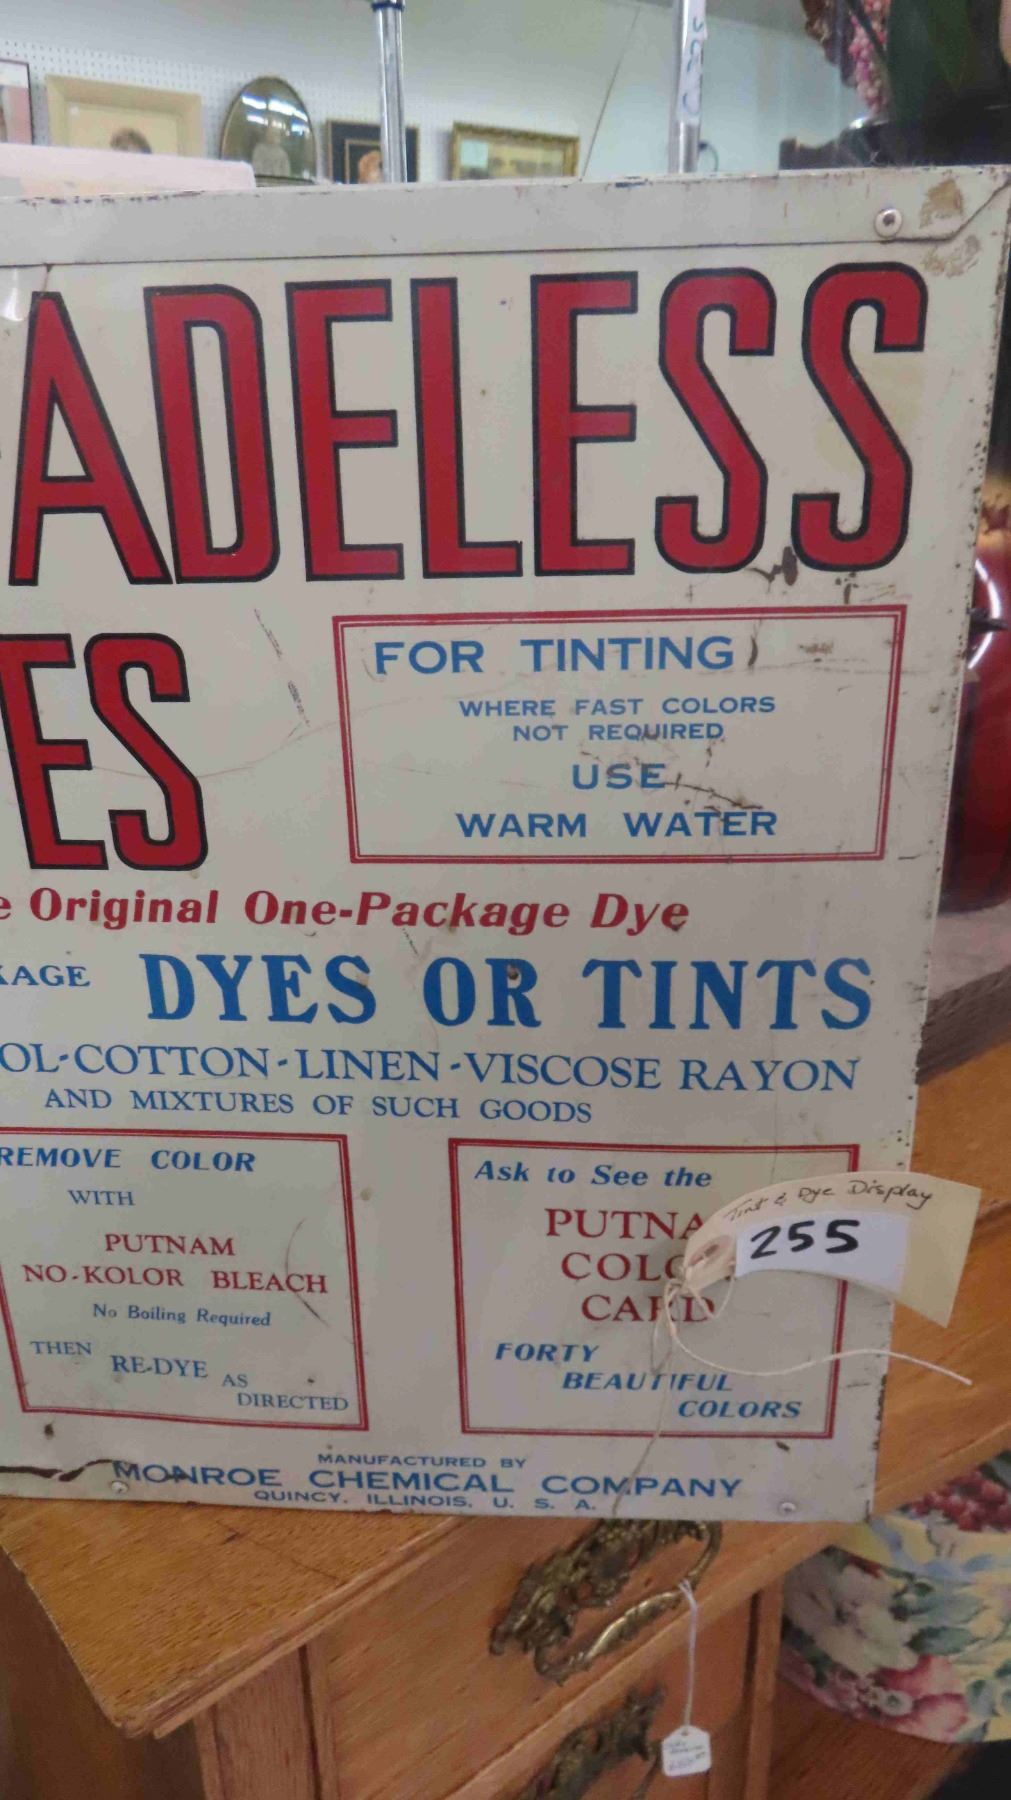 ADELESS
ES
FOR TINTING
WHERE FAST COLORS
NOT REQUIRED
USE
WARM WATER
e Original One-Package Dye
KAGE DYES OR TINTS
OL-COTTON-LINEN-VISCOSE RAYON
AND MIXTURES OF SUCH GOODS
REMOVE COLOR
WITH
PUTNAM
NO-KOLOR BLEACH
No Boiling Required
THEN RE-DYE AS
DIRECTED
Ask to See the
PUTNA
COLO
CARD
FORTY
BEAUTIFUL
COLORS
Tint & Dye Display
255
MANUFACTURED BY
MONROE CHEMICAL COMPANY
QUINCY, ILLINOIS, U. S. A.